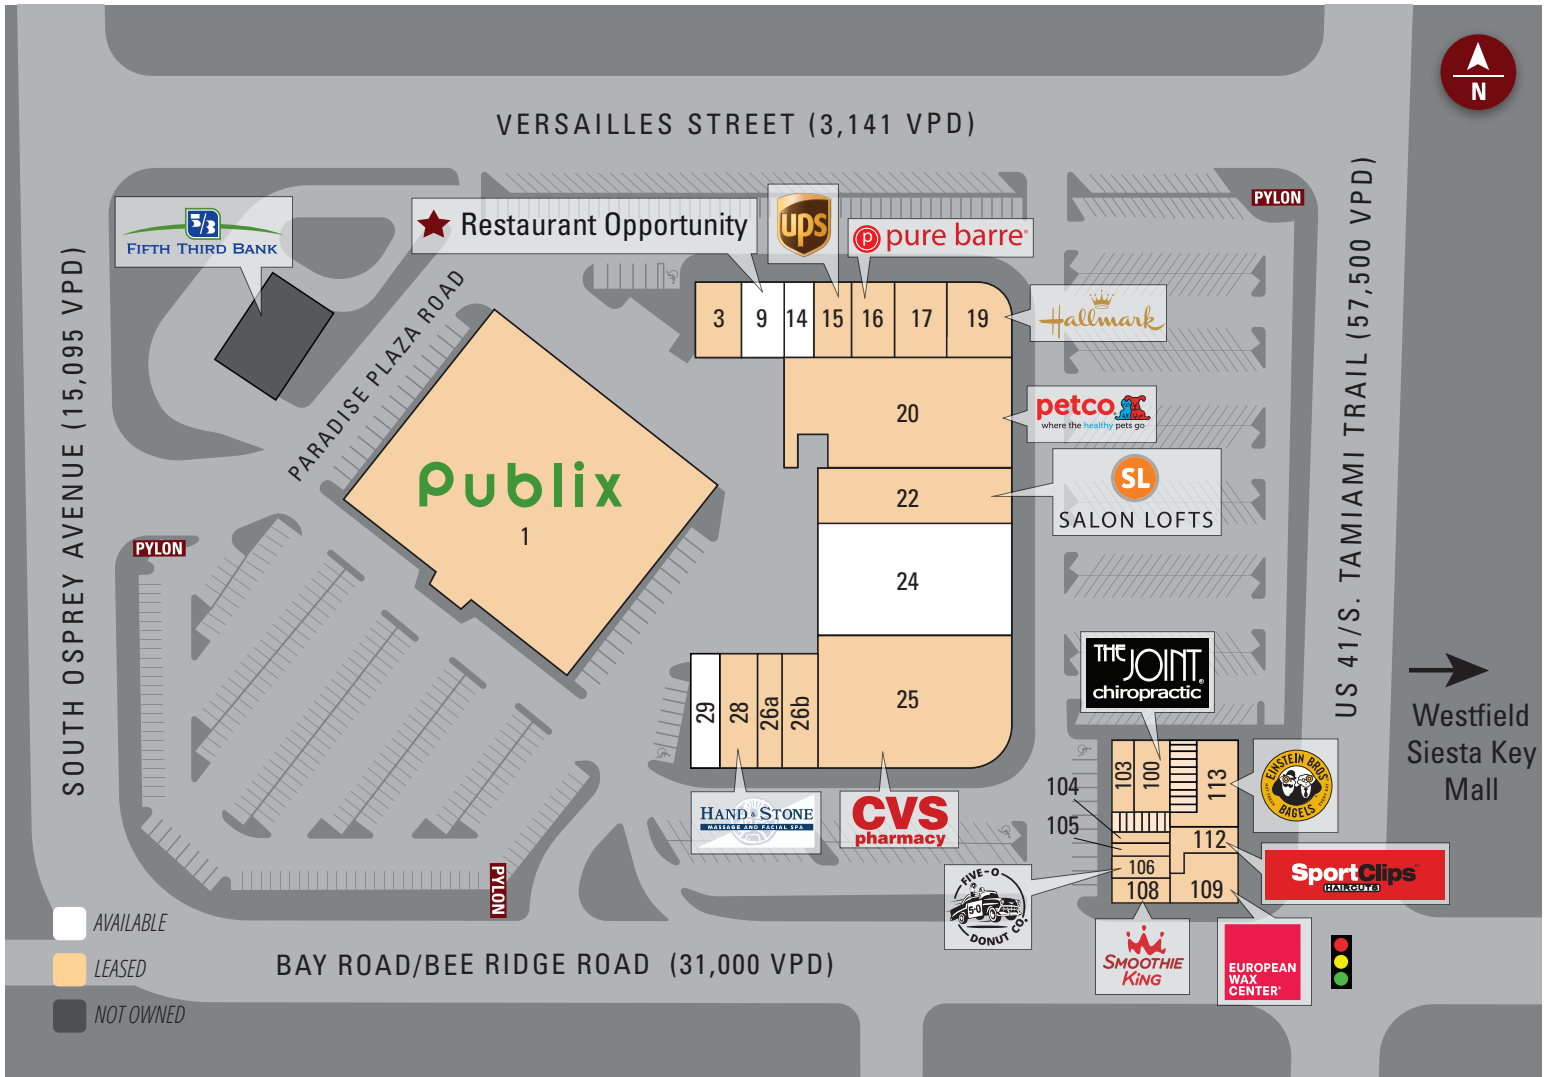 N
VERSAILLES STREET (3,141 VPD)
PYLON
5/3
FIFTH THIRD BANK
Restaurant Opportunity
ups
p pure barre
Hallmark
PARADISE PLAZA ROAD
SOUTH OSPREY AVENUE (15,095 VPD)
US 41/S. TAMIAMI TRAIL (57,500 VPD)
3
9
14
15
16
17
19
20
petco
where the healthy pets go
Publix
1
22
SL
SALON LOFTS
PYLON
24
THE
JOINT
chiropractic
29
28
26a
26b
25
Westfield
Siesta Key
Mall
103
100
113
EINSTEIN BROS
BAGELS
104
105
HAND & STONE
MASSAGE AND FACIAL SPA
CVS
pharmacy
112
106
108
109
SportClips
HAIRCUTS
FIVE-O
5-0
DONUT CO.
PYLON
SMOOTHIE
KING
EUROPEAN
WAX
CENTER
AVAILABLE
LEASED
NOT OWNED
BAY ROAD/BEE RIDGE ROAD (31,000 VPD)